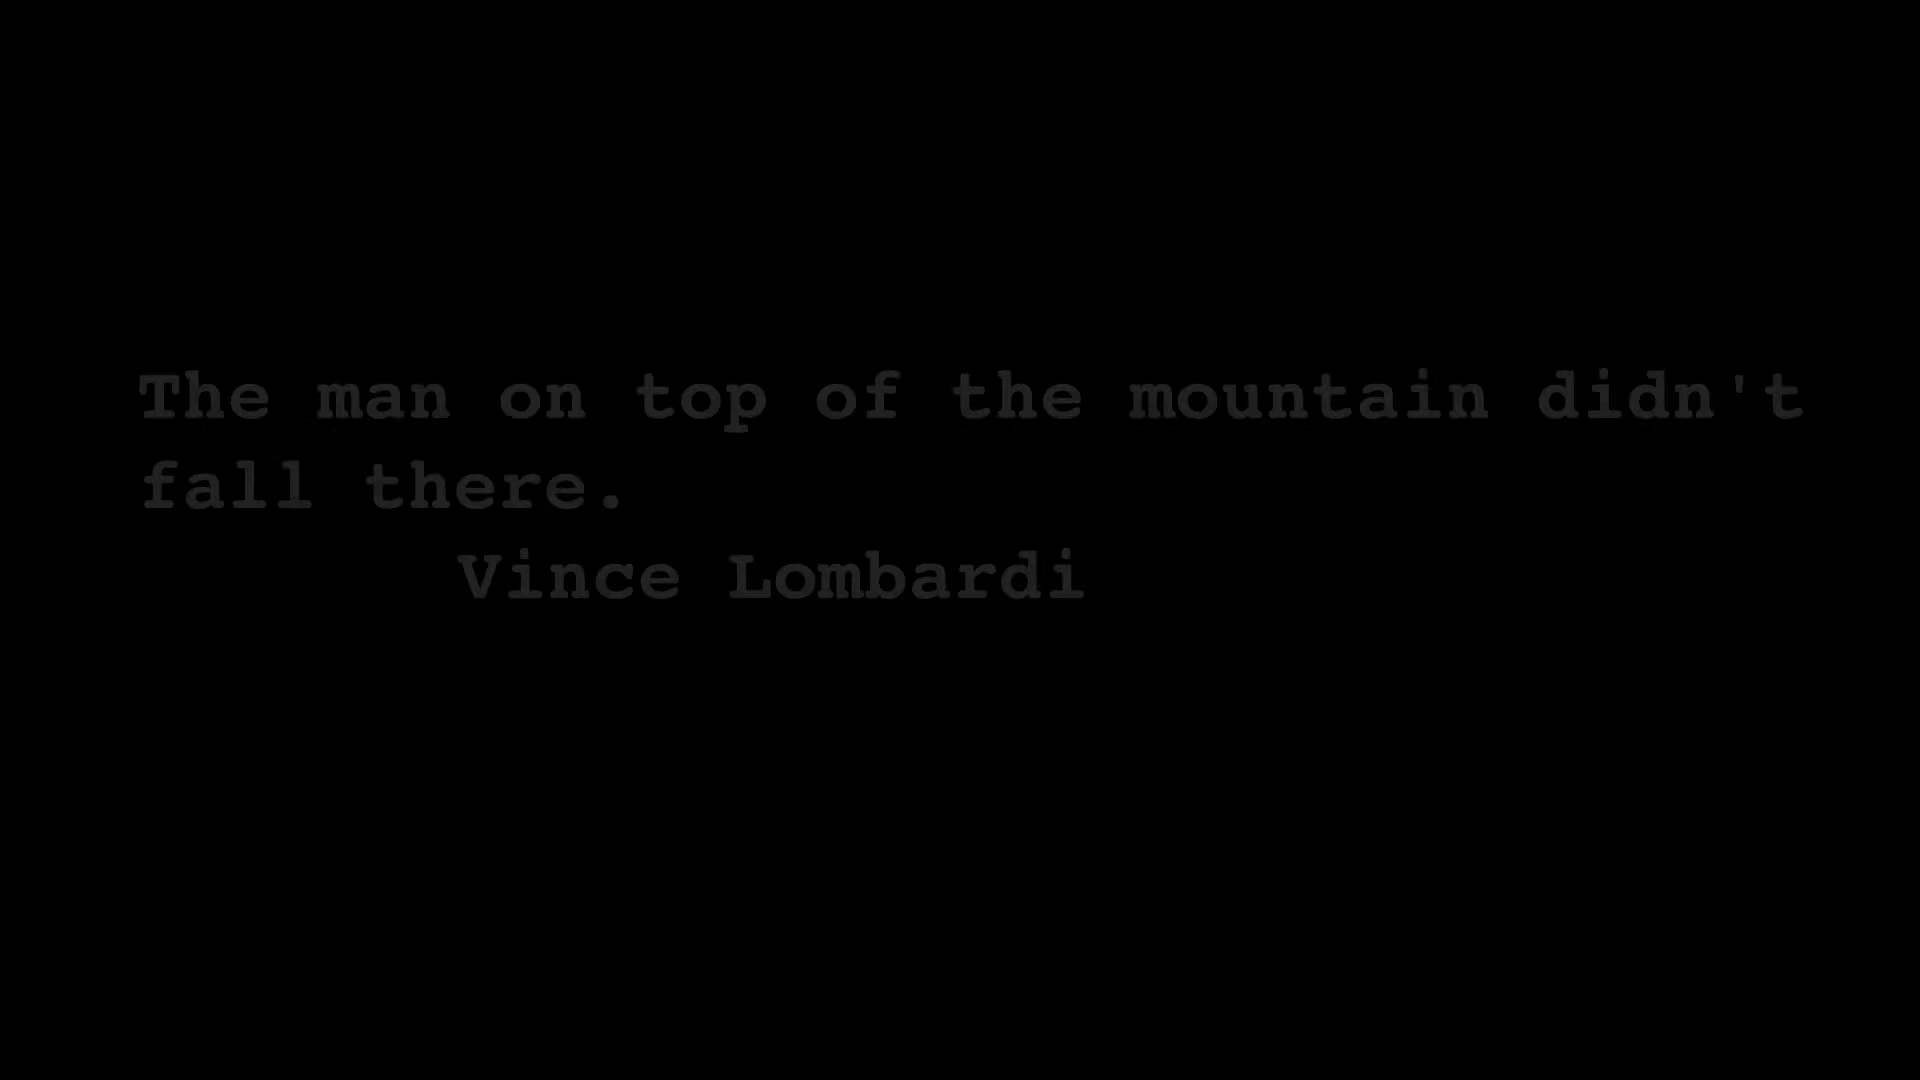 The man on top of the mountain didn't
fall there.
Vince Lombardi